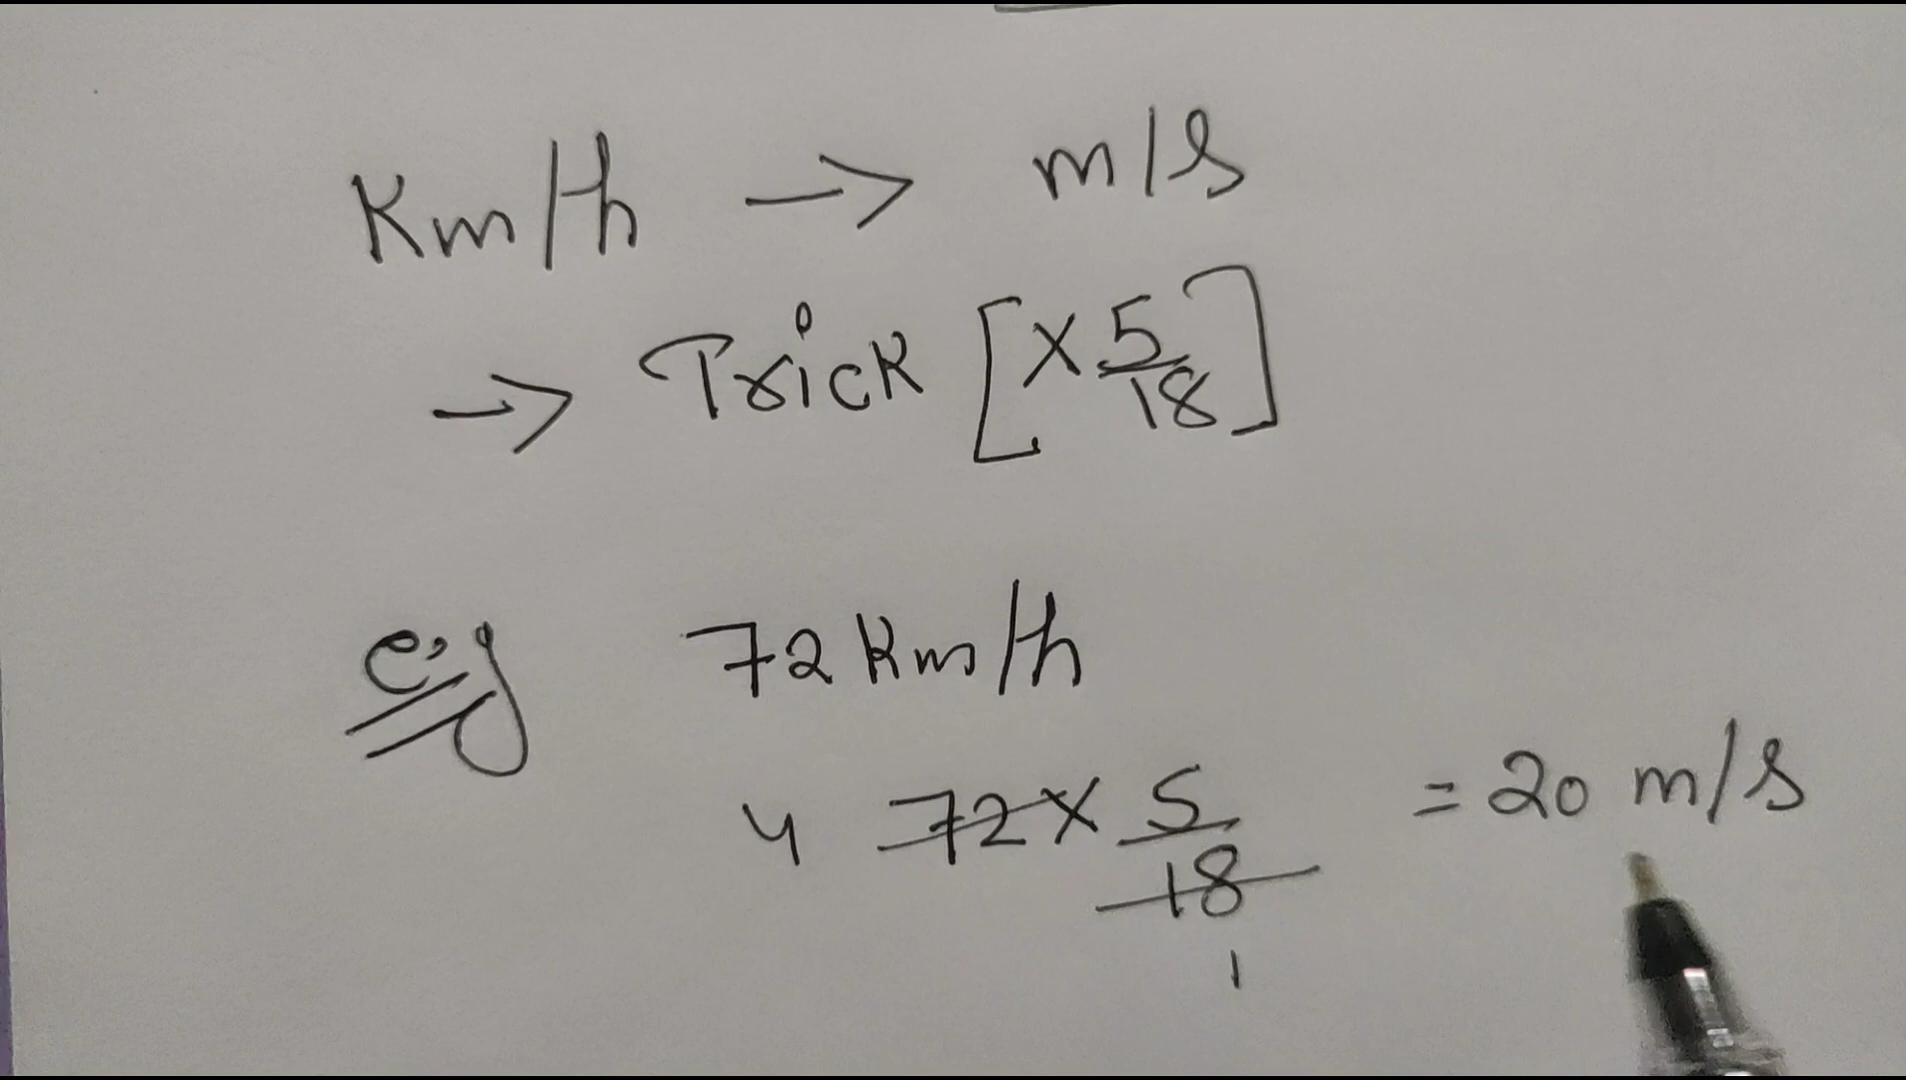 Km/h → m/s
→ Trick [× 5/18]
e.g 72 Km/h
4 72 × 5/18 = 20 m/s
1